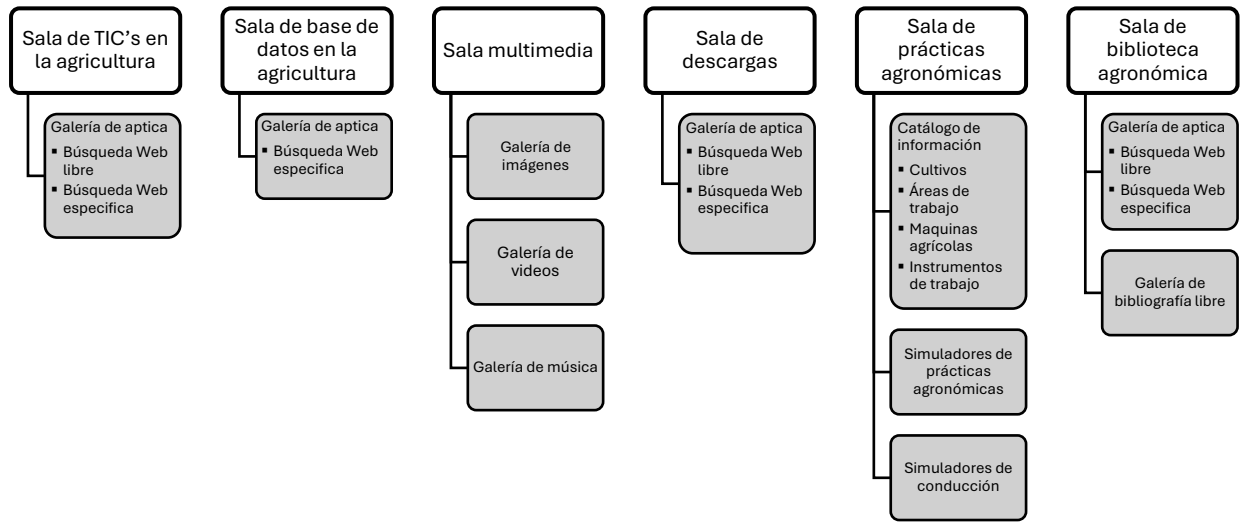 Sala de TIC's en
la agricultura
Galería de aptica
▪ Búsqueda Web
libre
▪ Búsqueda Web
especifica
Sala de base de
datos en la
agricultura
Galería de aptica
▪ Búsqueda Web
especifica
Sala multimedia
Galería de
imágenes
Galería de
videos
Galería de música
Sala de
descargas
Galería de aptica
▪ Búsqueda Web
libre
▪ Búsqueda Web
especifica
Sala de
prácticas
agronómicas
Catálogo de
información
▪ Cultivos
▪ Áreas de
trabajo
▪ Maquinas
agrícolas
▪ Instrumentos
de trabajo
Simuladores de
prácticas
agronómicas
Simuladores de
conducción
Sala de
biblioteca
agronómica
Galería de aptica
▪ Búsqueda Web
libre
▪ Búsqueda Web
especifica
Galería de
bibliografía libre